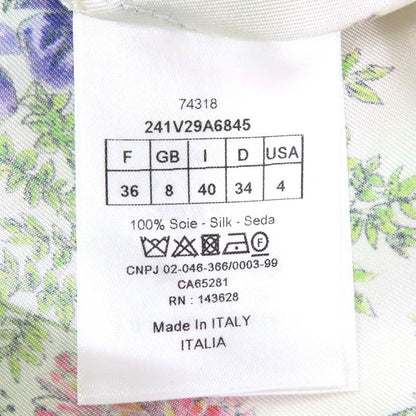 74318
241V29A6845
F GB I D USA
36 8 40 34 4
100% Soie - Silk - Seda
F
CNPJ 02-046-366/0003-99
CA65281
RN : 143628
Made In ITALY
ITALIA